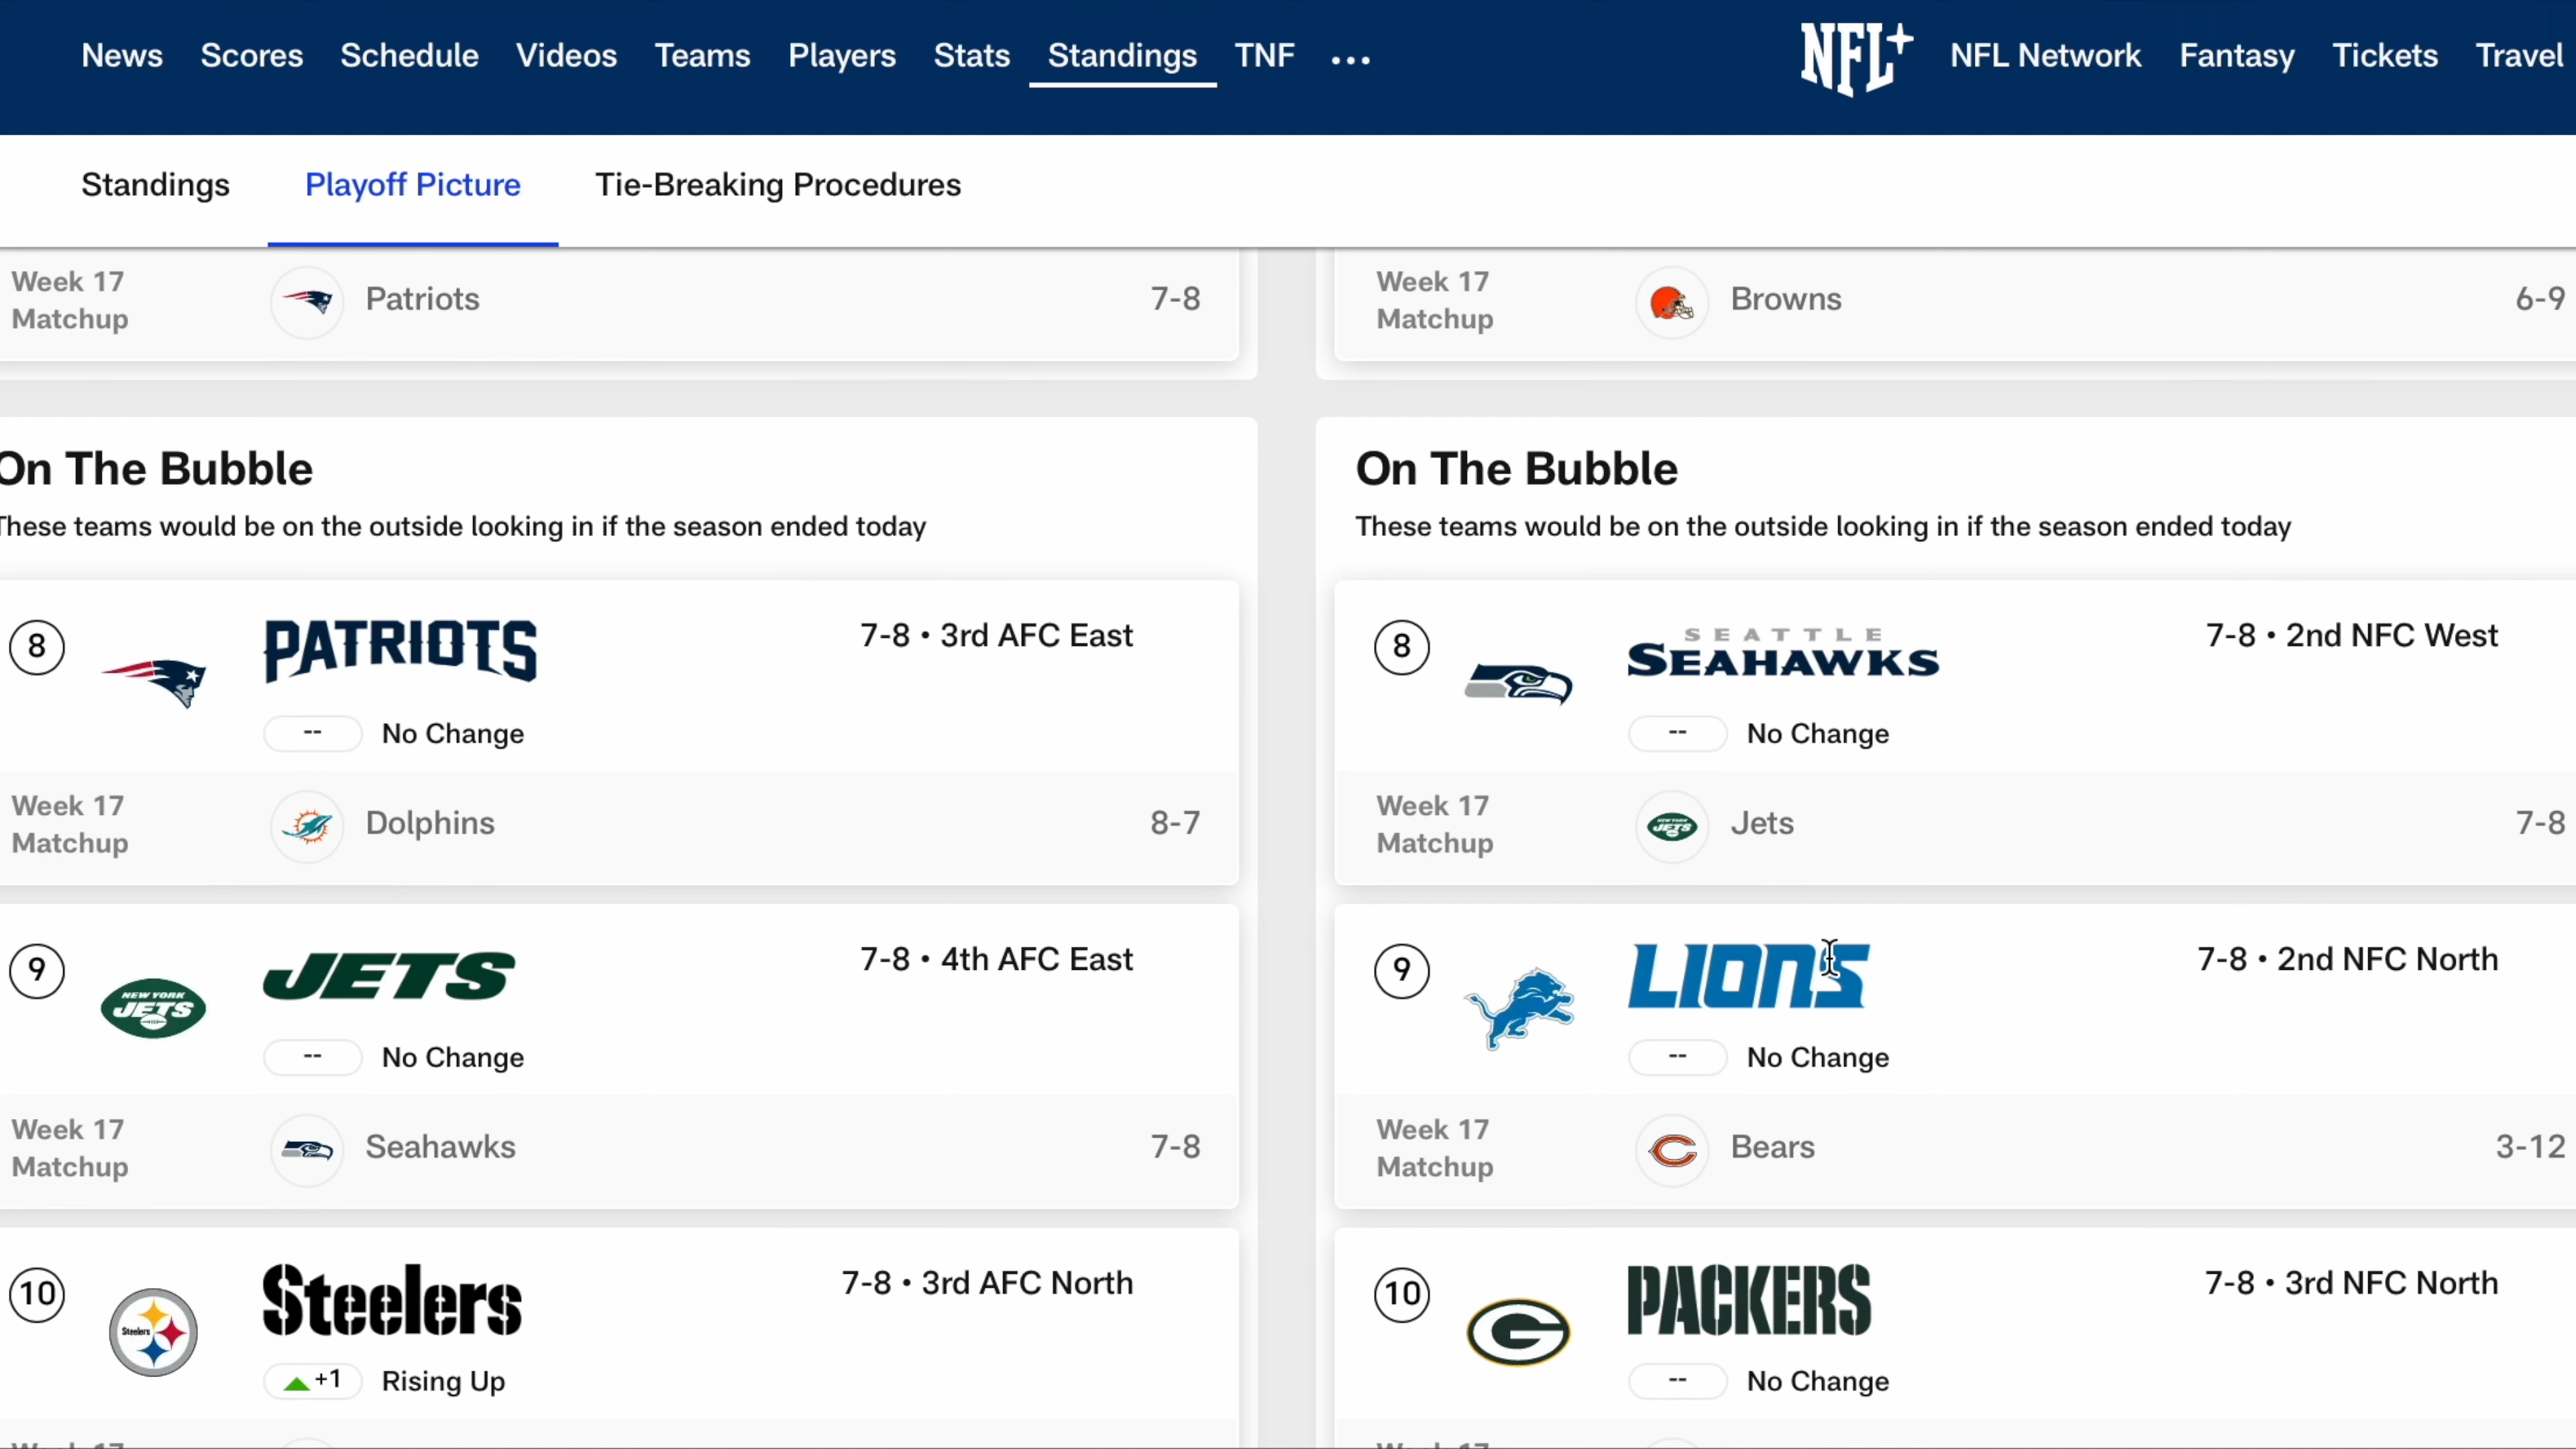 News Scores Schedule Videos Teams Players Stats Standings TNF ... NFL+ NFL Network Fantasy Tickets Travel
Standings Playoff Picture Tie-Breaking Procedures
Week 17
Matchup
Patriots 7-8
Week 17
Matchup
Browns 6-9
On The Bubble
These teams would be on the outside looking in if the season ended today
8 PATRIOTS 7-8 • 3rd AFC East
-- No Change
Week 17
Matchup
Dolphins 8-7
9 NEW YORK JETS JETS 7-8 • 4th AFC East
-- No Change
Week 17
Matchup
Seahawks 7-8
10 Steelers Steelers 7-8 • 3rd AFC North
+1 Rising Up
On The Bubble
These teams would be on the outside looking in if the season ended today
8 SEATTLE
SEAHAWKS 7-8 • 2nd NFC West
-- No Change
Week 17
Matchup
NEW YORK JETS Jets 7-8
9 LIONS 7-8 • 2nd NFC North
-- No Change
Week 17
Matchup
C Bears 3-12
10 G PACKERS 7-8 • 3rd NFC North
-- No Change